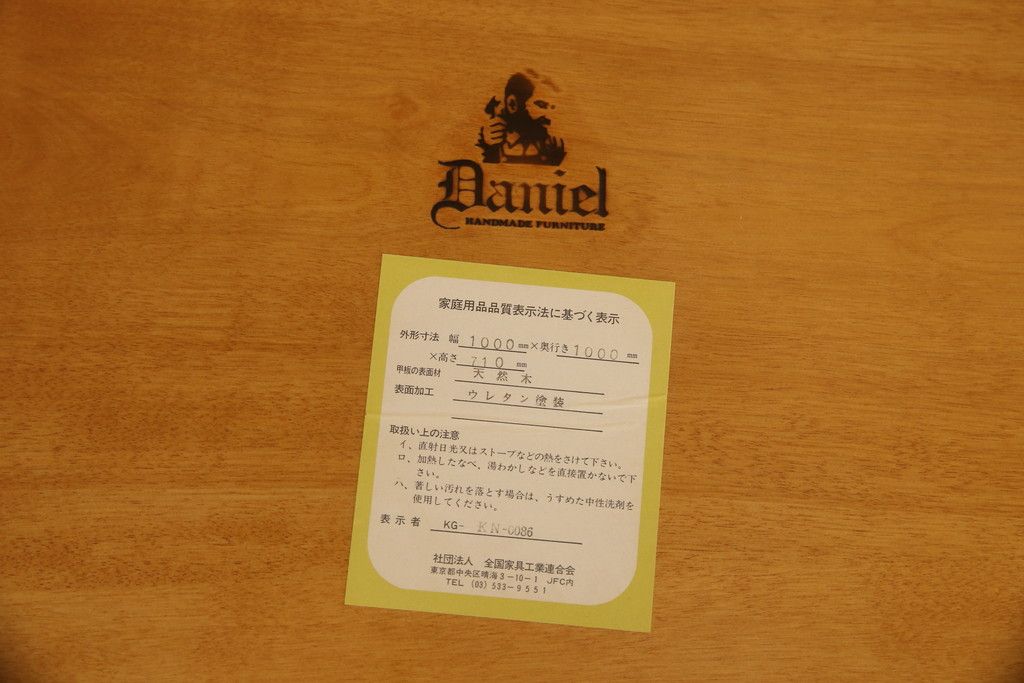 Daniel
HANDMADE FURNITURE
家庭用品品質表示法に基づく表示
外形寸法 幅 1000 mm×奥行き 1000 mm
×高さ 710 mm
甲板の表面材 天然木
表面加工 ウレタン塗装
取扱い上の注意
イ、直射日光又はストーブなどの熱をさけて下さい。
ロ、加熱したなべ、湯わかしなどを直接置かないで下
さい。
ハ、著しい汚れを落とす場合は、うすめた中性洗剤を
使用してください。
表示者 KG- KN-0086
社団法人 全国家具工業連合会
東京都中央区晴海3-10-1 JFC内
TEL (03)533-9551